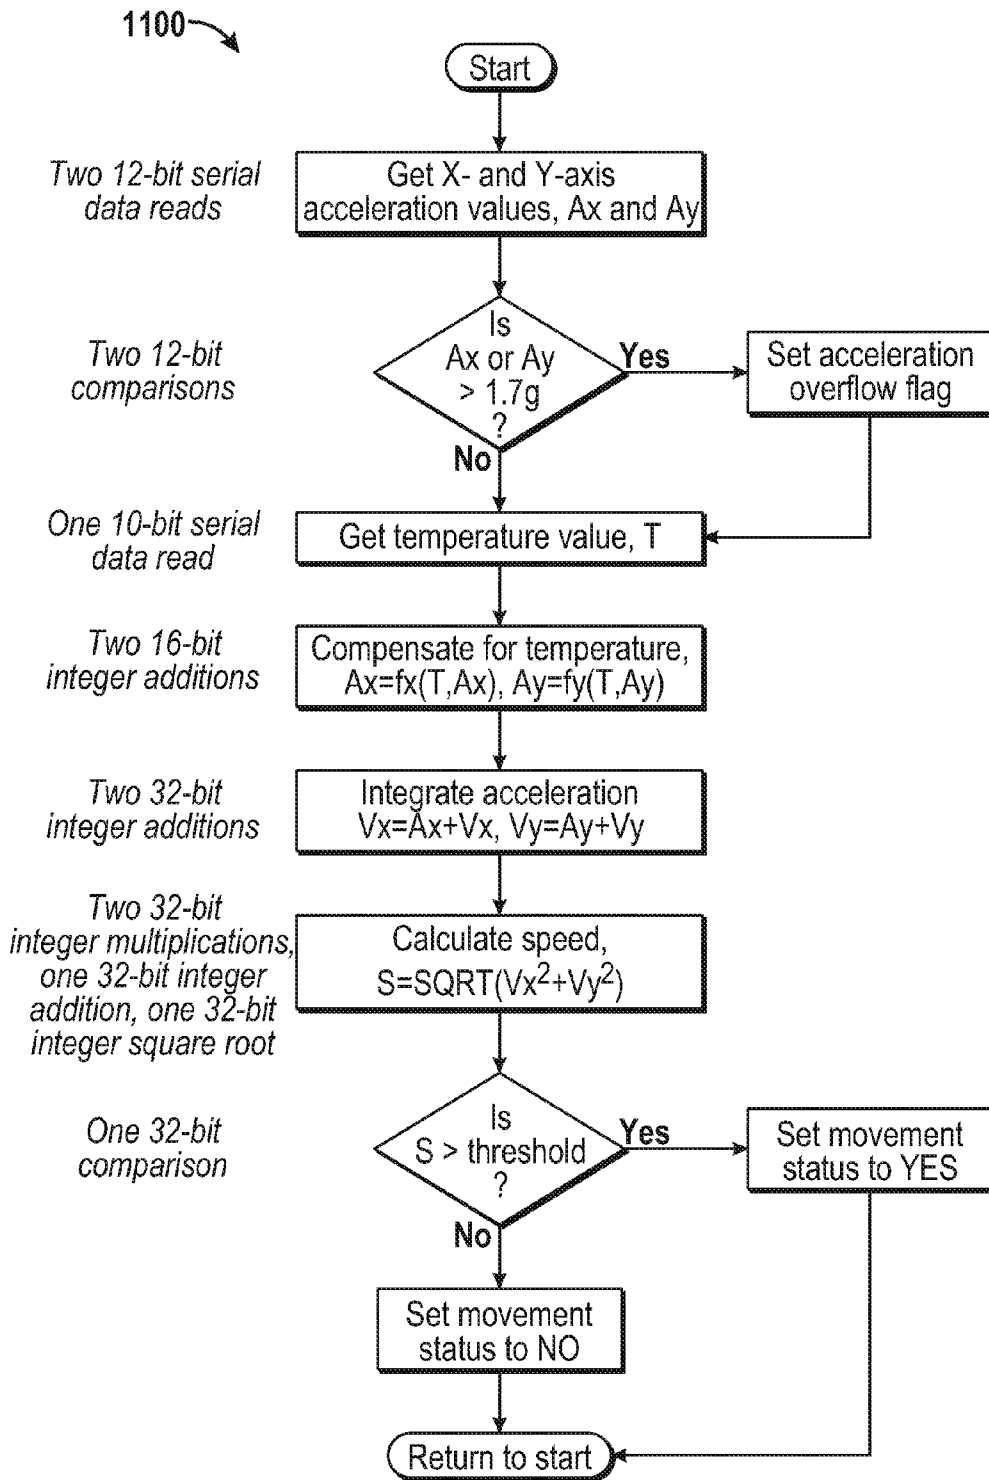 1100
Start
Two 12-bit serial
data reads
Get X- and Y-axis
acceleration values, Ax and Ay
Two 12-bit
comparisons
Is
Ax or Ay
> 1.7g
?
Yes
Set acceleration
overflow flag
No
One 10-bit serial
data read
Get temperature value, T
Two 16-bit
integer additions
Compensate for temperature,
Ax=fx(T,Ax), Ay=fy(T,Ay)
Two 32-bit
integer additions
Integrate acceleration
Vx=Ax+Vx, Vy=Ay+Vy
Two 32-bit
integer multiplications,
one 32-bit integer
addition, one 32-bit
integer square root
Calculate speed,
S=SQRT(Vx²+Vy²)
One 32-bit
comparison
Is
S > threshold
?
Yes
Set movement
status to YES
No
Set movement
status to NO
Return to start